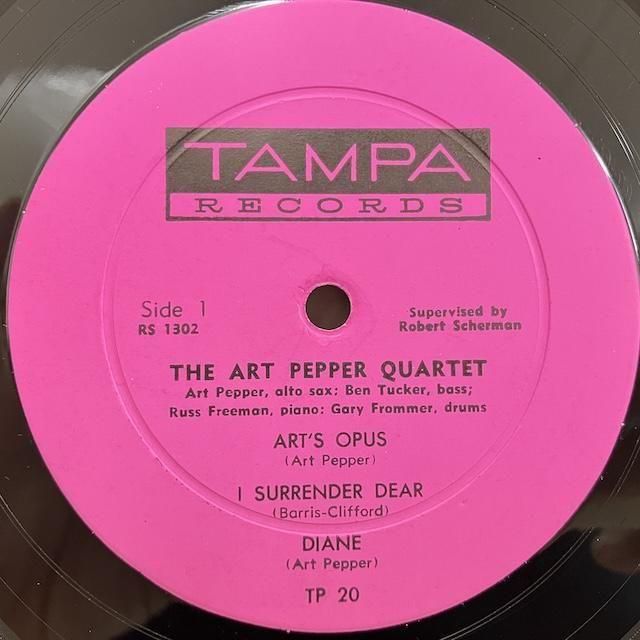 TAMPA
RECORDS
Side 1
RS 1302
Supervised by
Robert Scherman
THE ART PEPPER QUARTET
Art Pepper, alto sax: Ben Tucker, bass;
Russ Freeman, piano: Gary Frommer, drums
ART'S OPUS
(Art Pepper)
I SURRENDER DEAR
(Barris-Clifford)
DIANE
(Art Pepper)
TP 20